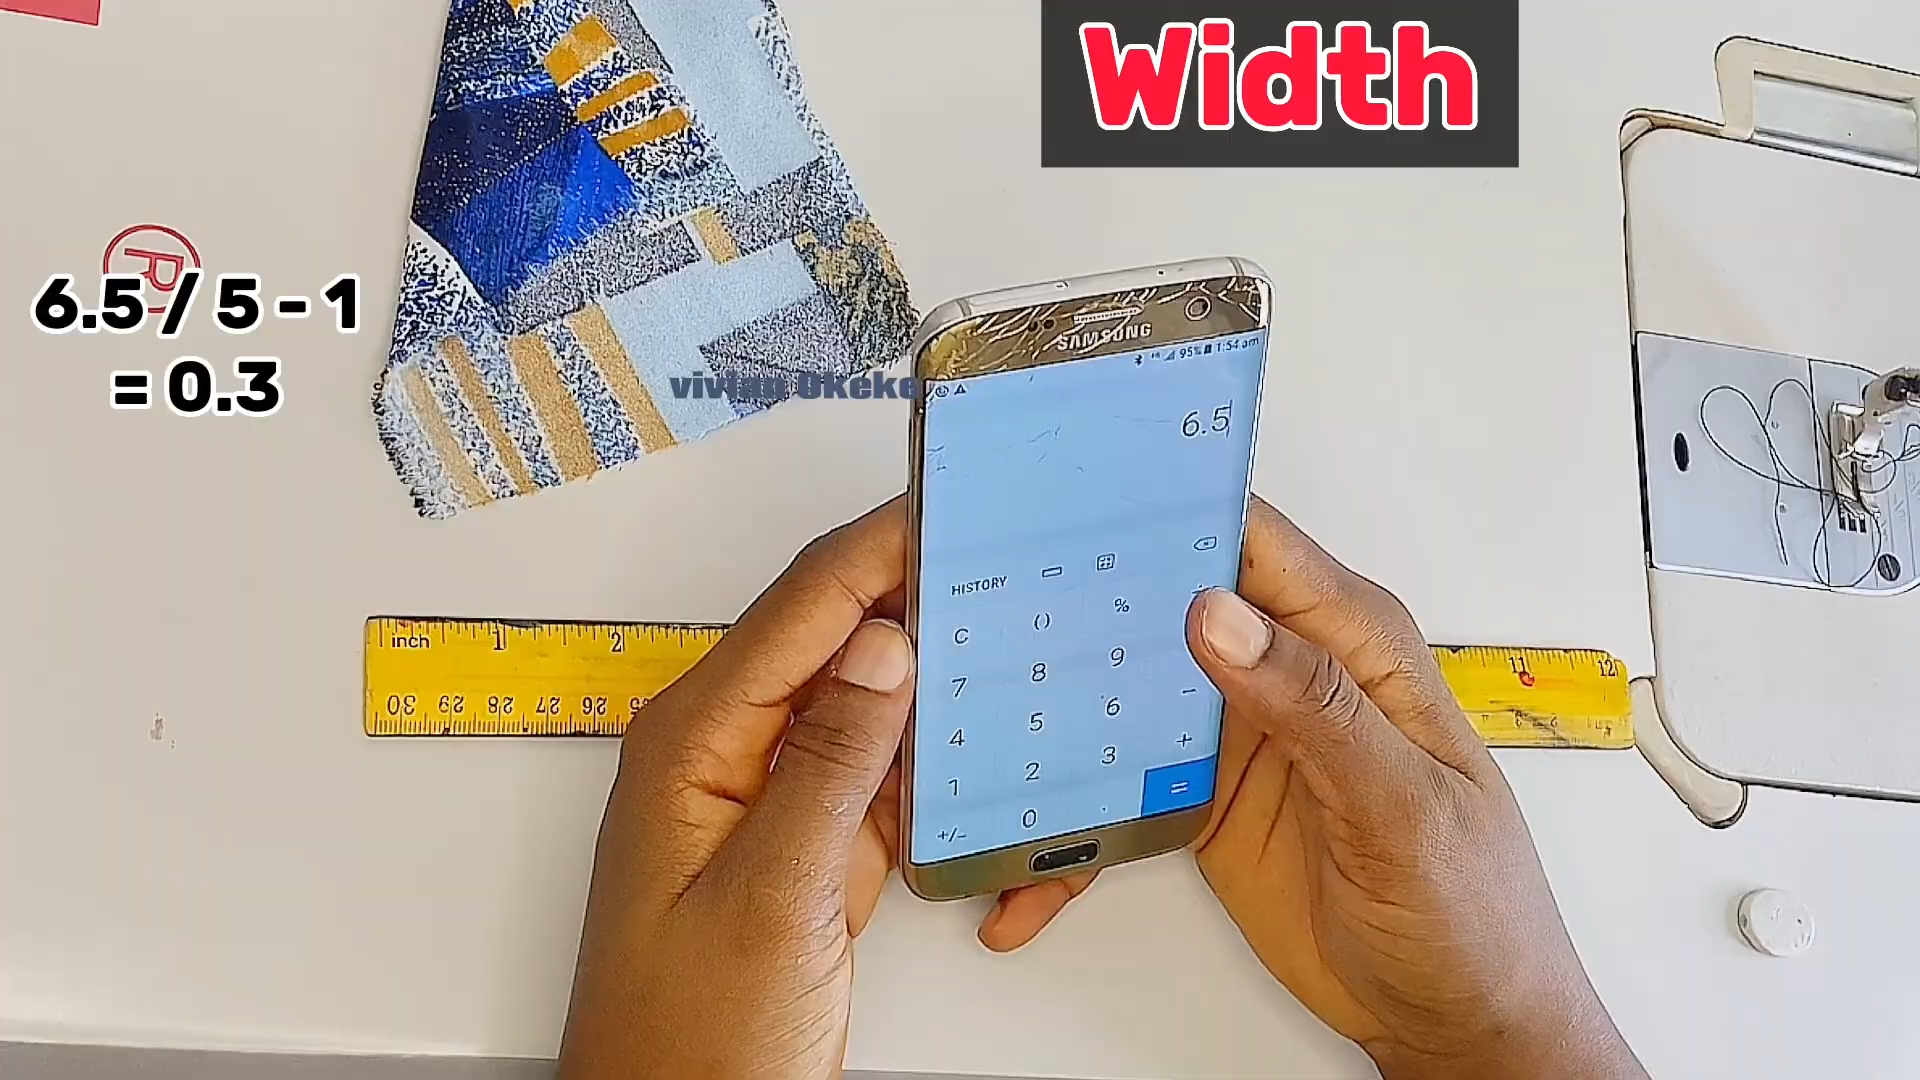 Width
R
6.5 / 5 - 1
= 0.3
vivian Okeke
SAMSUNG
95% 1:54 am
6.5
HISTORY
C () % ÷
7 8 9
4 5 6 −
1 2 3 +
+/− 0 . =
inch 1 2 11 12
30 29 28 27 26 25